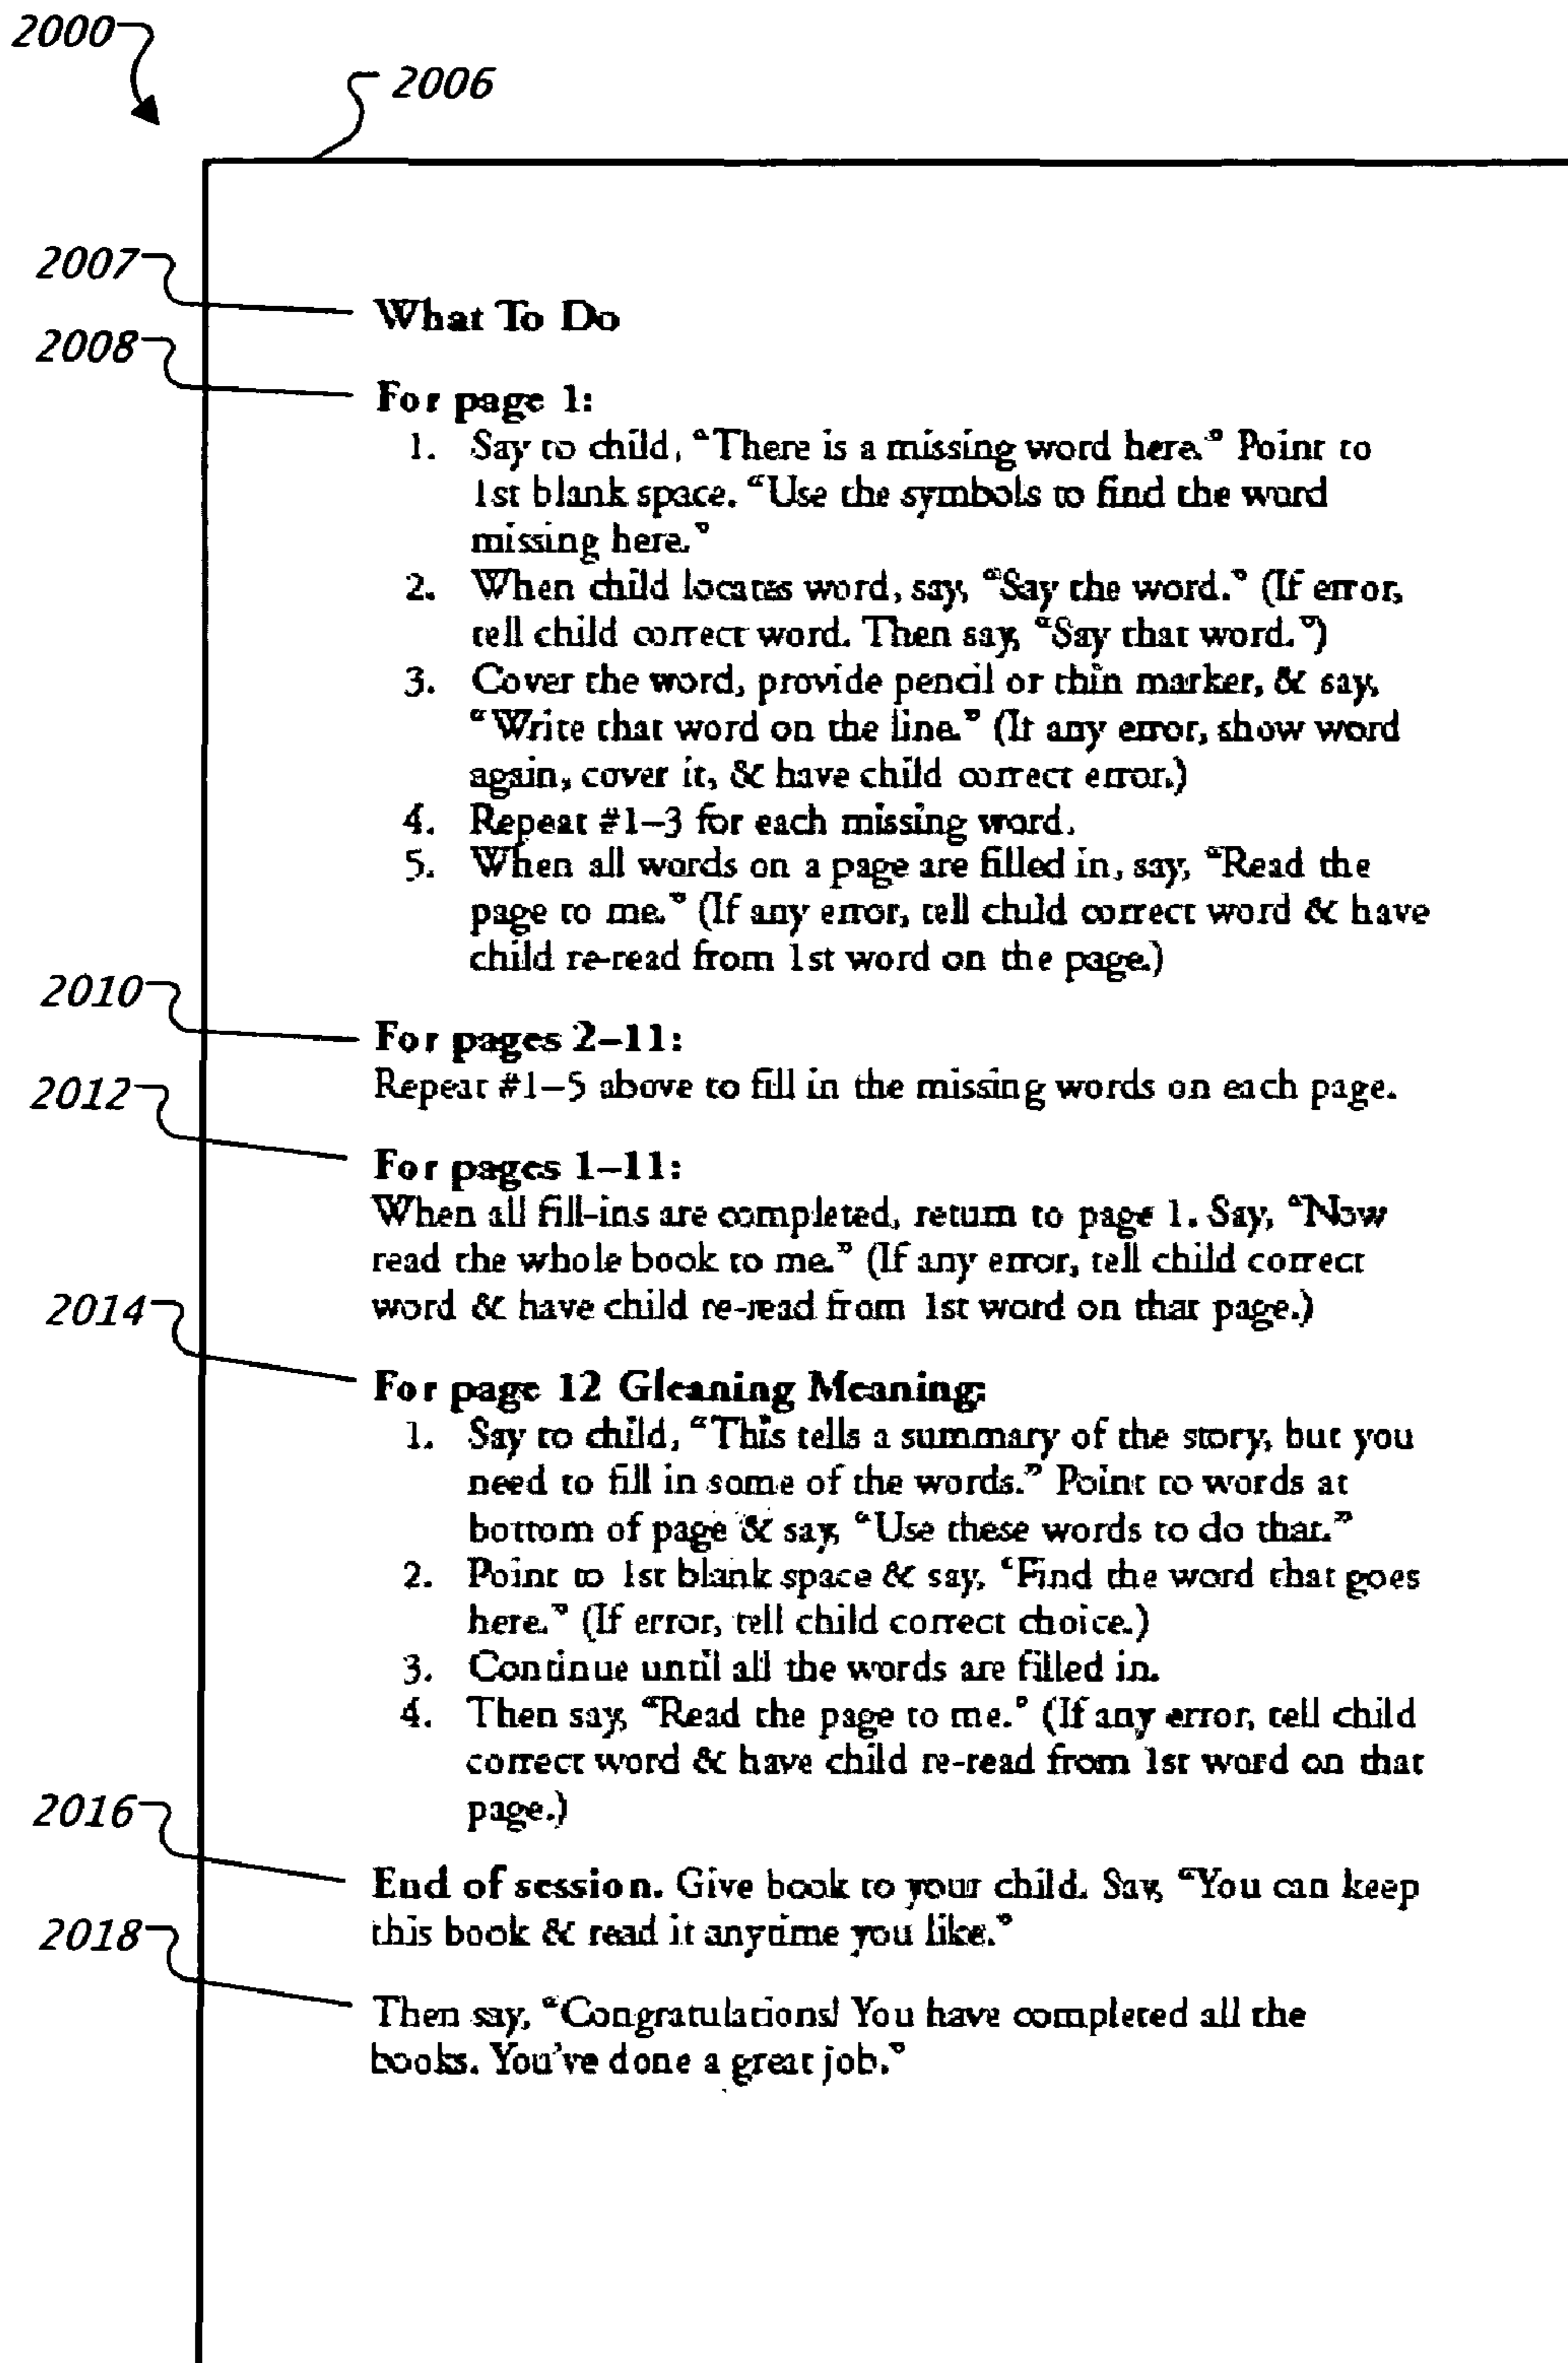 2000
2006
2007
What To Do
2008
For page 1:
1. Say to child, "There is a missing word here." Point to
1st blank space. "Use the symbols to find the word
missing here."
2. When child locates word, say, "Say the word." (If error,
tell child correct word. Then say, "Say that word.")
3. Cover the word, provide pencil or thin marker, & say,
"Write that word on the line." (If any error, show word
again, cover it, & have child correct error.)
4. Repeat #1–3 for each missing word.
5. When all words on a page are filled in, say, "Read the
page to me." (If any error, tell child correct word & have
child re-read from 1st word on the page.)
2010
For pages 2–11:
2012
Repeat #1–5 above to fill in the missing words on each page.
For pages 1–11:
When all fill-ins are completed, return to page 1. Say, "Now
read the whole book to me." (If any error, tell child correct
2014
word & have child re-read from 1st word on that page.)
For page 12 Gleaning Meaning:
1. Say to child, "This tells a summary of the story, but you
need to fill in some of the words." Point to words at
bottom of page & say, "Use these words to do that."
2. Point to 1st blank space & say, "Find the word that goes
here." (If error, tell child correct choice.)
3. Continue until all the words are filled in.
4. Then say, "Read the page to me." (If any error, tell child
correct word & have child re-read from 1st word on that
page.)
2016
End of session. Give book to your child. Say, "You can keep
this book & read it anytime you like."
2018
Then say, "Congratulations! You have completed all the
books. You've done a great job."